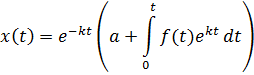 x(t) = e^{-kt} \left( a + \int_{0}^{t} f(t) e^{kt} \, dt \right)